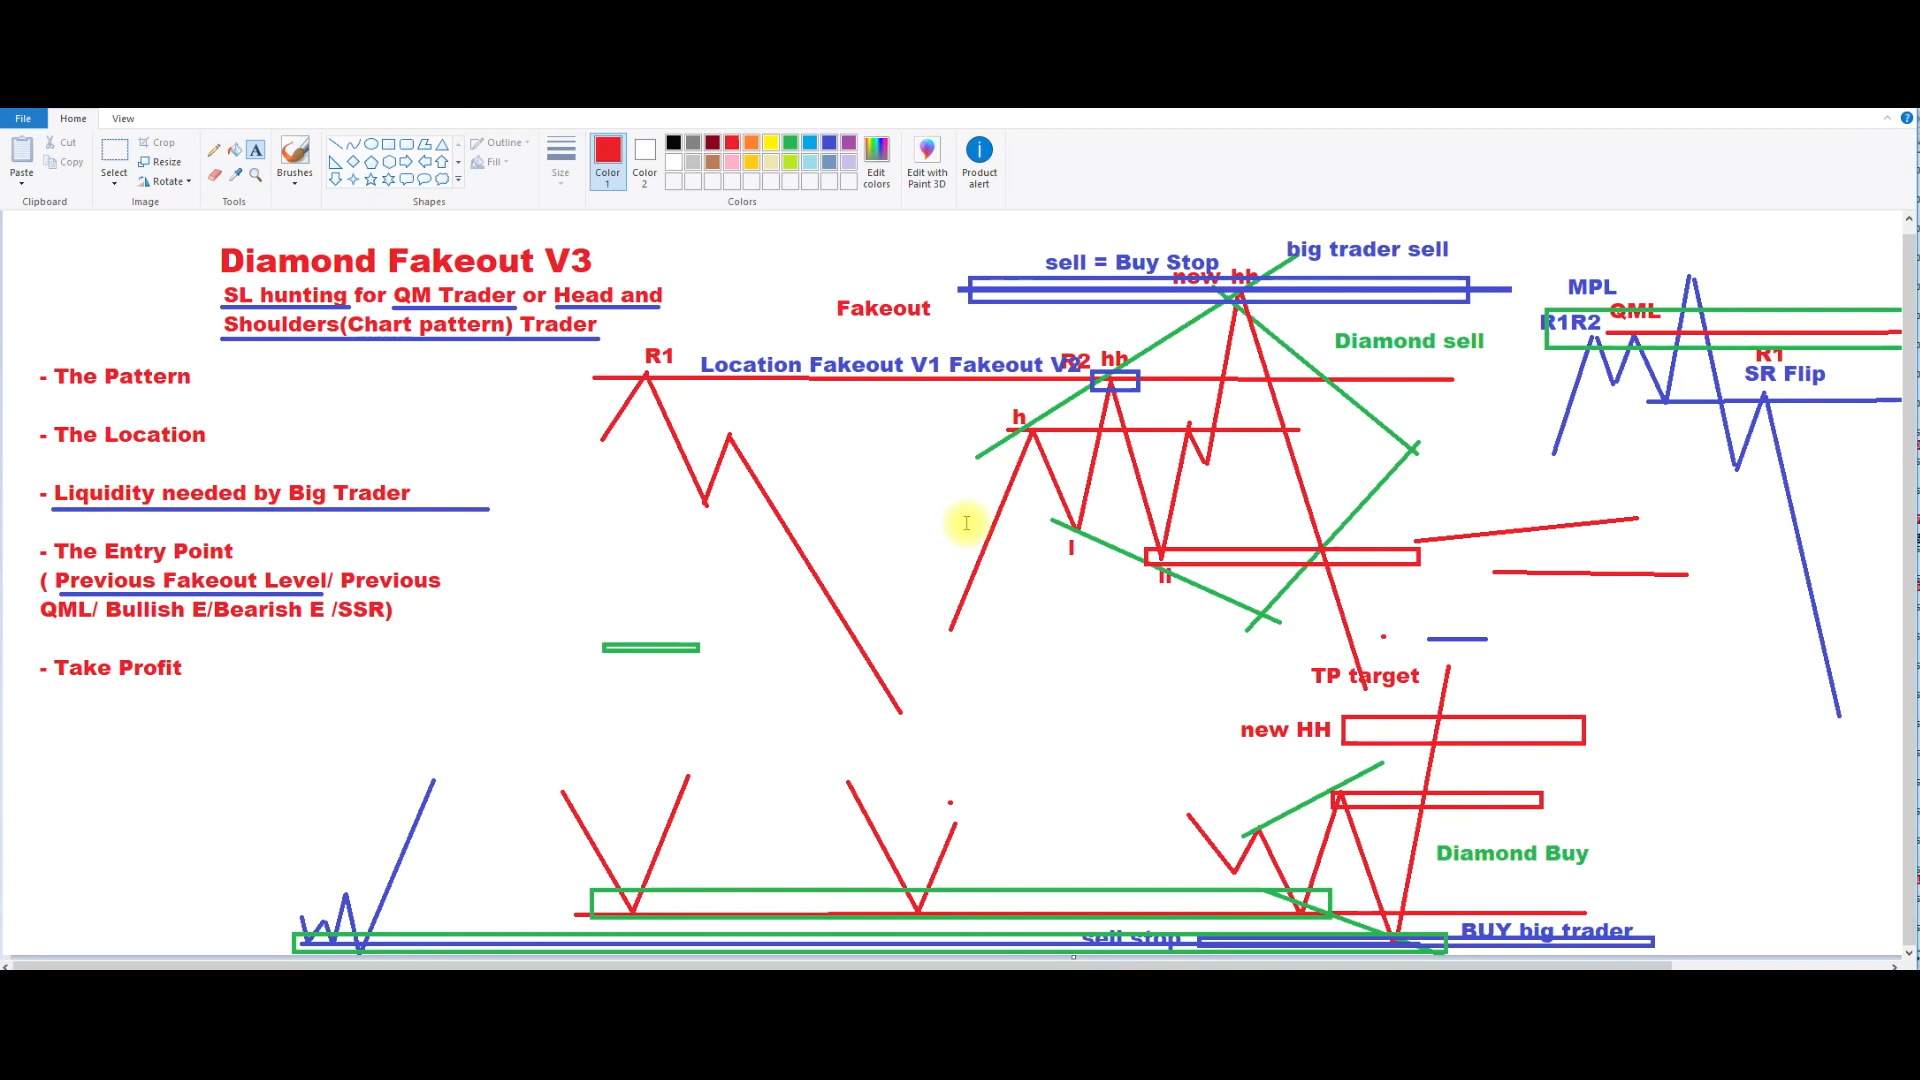 File Home View
Cut
Copy
Paste
Clipboard
Select
Crop
Resize
Rotate
Image
Tools
Brushes
Outline
Fill
Shapes
Size
Color
1
Color
2
Edit
colors
Colors
Edit with
Paint 3D
Product
alert
Diamond Fakeout V3
SL hunting for QM Trader or Head and
Shoulders(Chart pattern) Trader
- The Pattern
- The Location
- Liquidity needed by Big Trader
- The Entry Point
( Previous Fakeout Level/ Previous
QML/ Bullish E/Bearish E /SSR)
- Take Profit
big trader sell
sell = Buy Stop
new hh
Fakeout
Diamond sell
R1
Location Fakeout V1 Fakeout V2
R2 hh
h
l
ll
MPL
QML
R1R2
R1
SR Flip
TP target
new HH
Diamond Buy
BUY big trader
sell stop